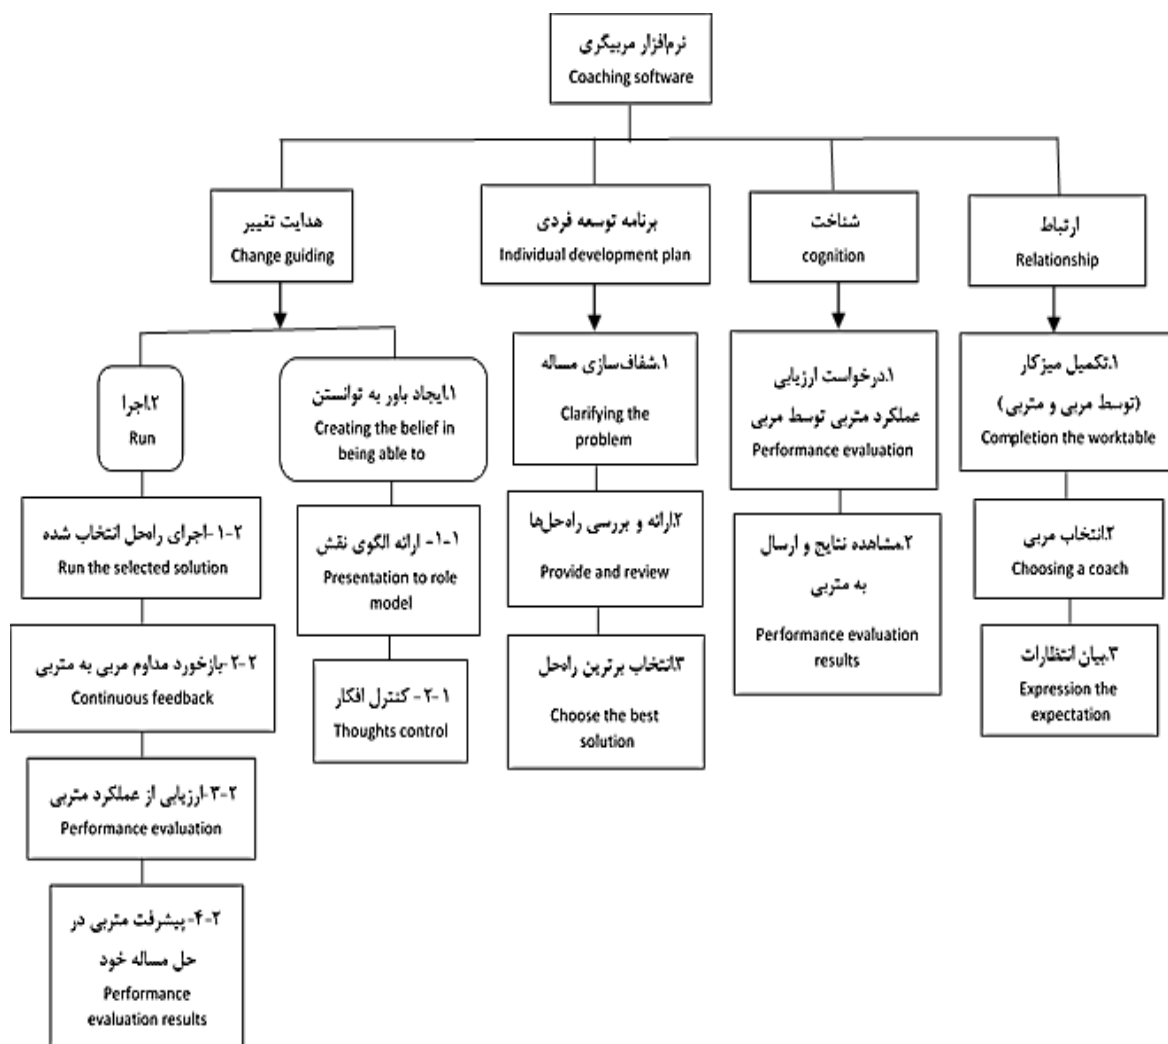 نرم‌افزار مربیگری
Coaching software
ارتباط
Relationship
شناخت
cognition
برنامه توسعه فردی
Individual development plan
هدایت تغییر
Change guiding
۱.تکمیل میزکار
(توسط مربی و متربی)
Completion the worktable
۲.انتخاب مربی
Choosing a coach
۳.بیان انتظارات
Expression the
expectation
۱.درخواست ارزیابی
عملکرد متربی توسط مربی
Performance evaluation
۲.مشاهده نتایج و ارسال
به متربی
Performance evaluation
results
۱.شفاف‌سازی مساله
Clarifying the
problem
۲.ارائه و بررسی راه‌حل‌ها
Provide and review
۳.انتخاب برترین راه‌حل
Choose the best
solution
۱.ایجاد باور به توانستن
Creating the belief in
being able to
۱-۱- ارائه الگوی نقش
Presentation to role
model
۲-۱- کنترل افکار
Thoughts control
۲.اجرا
Run
۱-۲-اجرای راه‌حل انتخاب شده
Run the selected solution
۲-۲-بازخورد مداوم مربی به متربی
Continuous feedback
۳-۲-ارزیابی از عملکرد متربی
Performance evaluation
۴-۲-پیشرفت متربی در
حل مساله خود
Performance
evaluation results